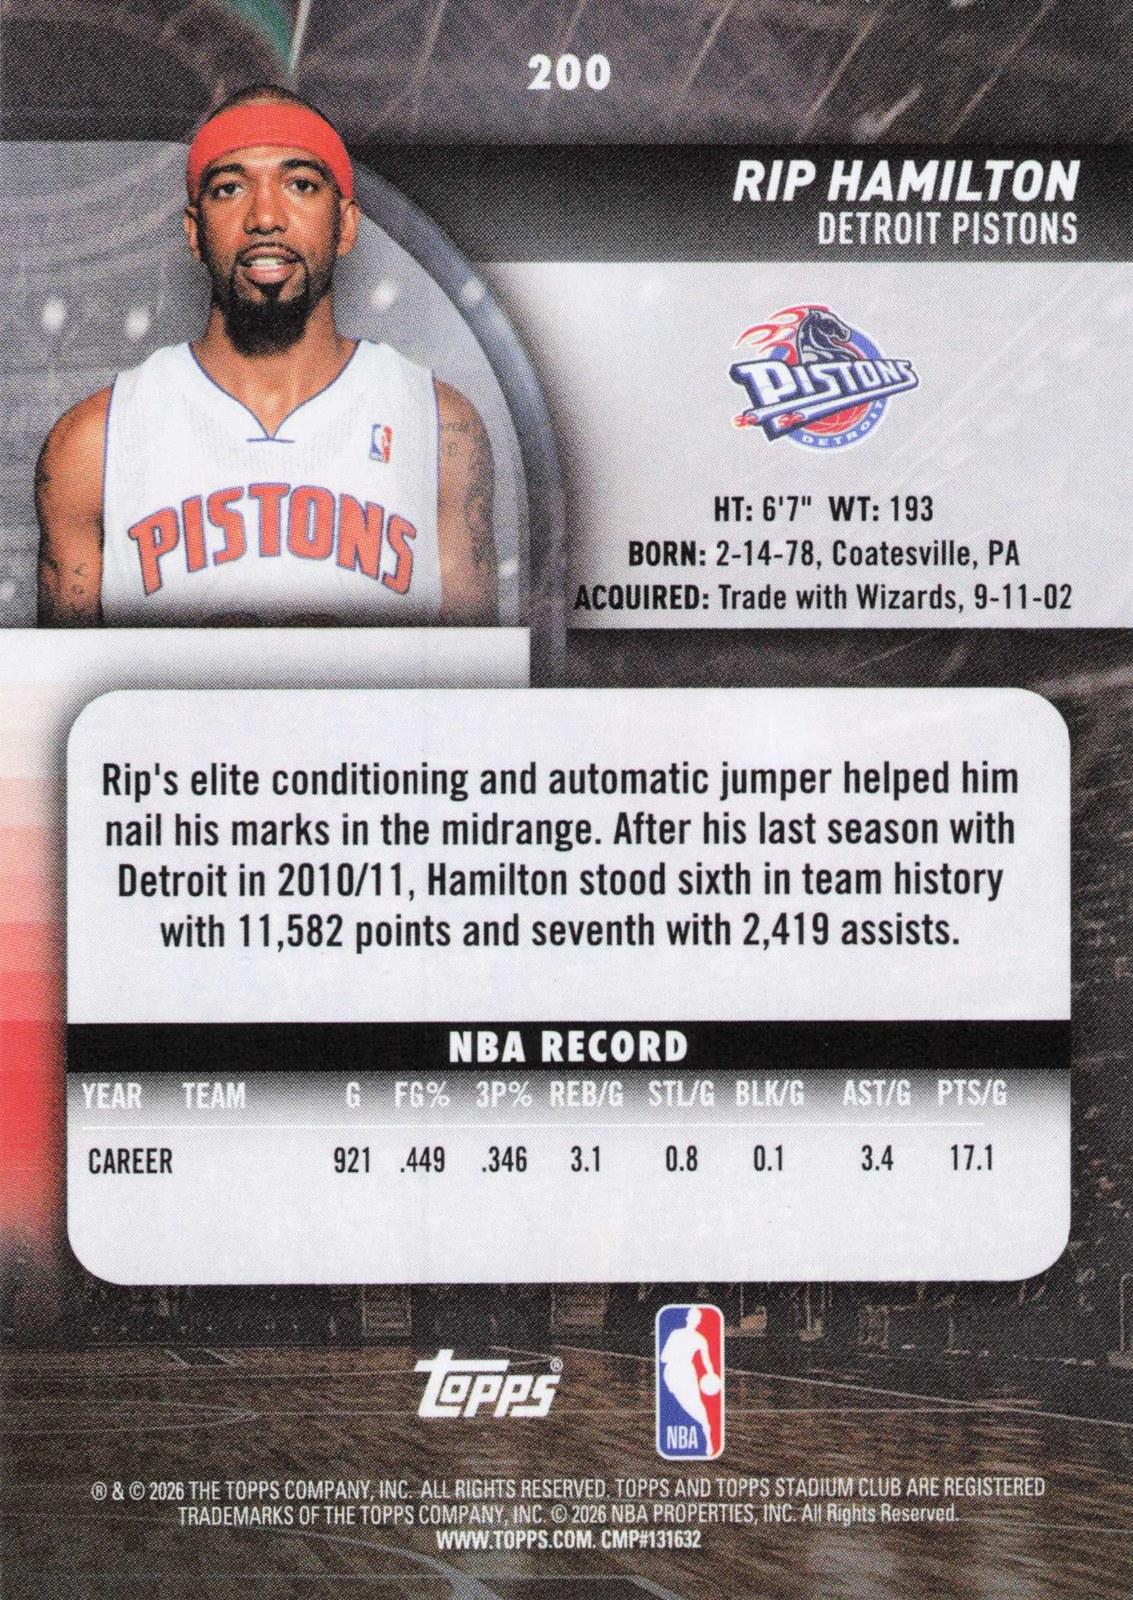 200
RIP HAMILTON
DETROIT PISTONS
PISTONS
DETROIT
PISTONS
HT: 6'7" WT: 193
BORN: 2-14-78, Coatesville, PA
ACQUIRED: Trade with Wizards, 9-11-02
Rip's elite conditioning and automatic jumper helped him
nail his marks in the midrange. After his last season with
Detroit in 2010/11, Hamilton stood sixth in team history
with 11,582 points and seventh with 2,419 assists.
NBA RECORD
YEAR TEAM G FG% 3P% REB/G STL/G BLK/G AST/G PTS/G
CAREER 921 .449 .346 3.1 0.8 0.1 3.4 17.1
Topps®
NBA
® & © 2026 THE TOPPS COMPANY, INC. ALL RIGHTS RESERVED. TOPPS AND TOPPS STADIUM CLUB ARE REGISTERED
TRADEMARKS OF THE TOPPS COMPANY, INC. © 2026 NBA PROPERTIES, INC. All Rights Reserved.
WWW.TOPPS.COM. CMP#131632